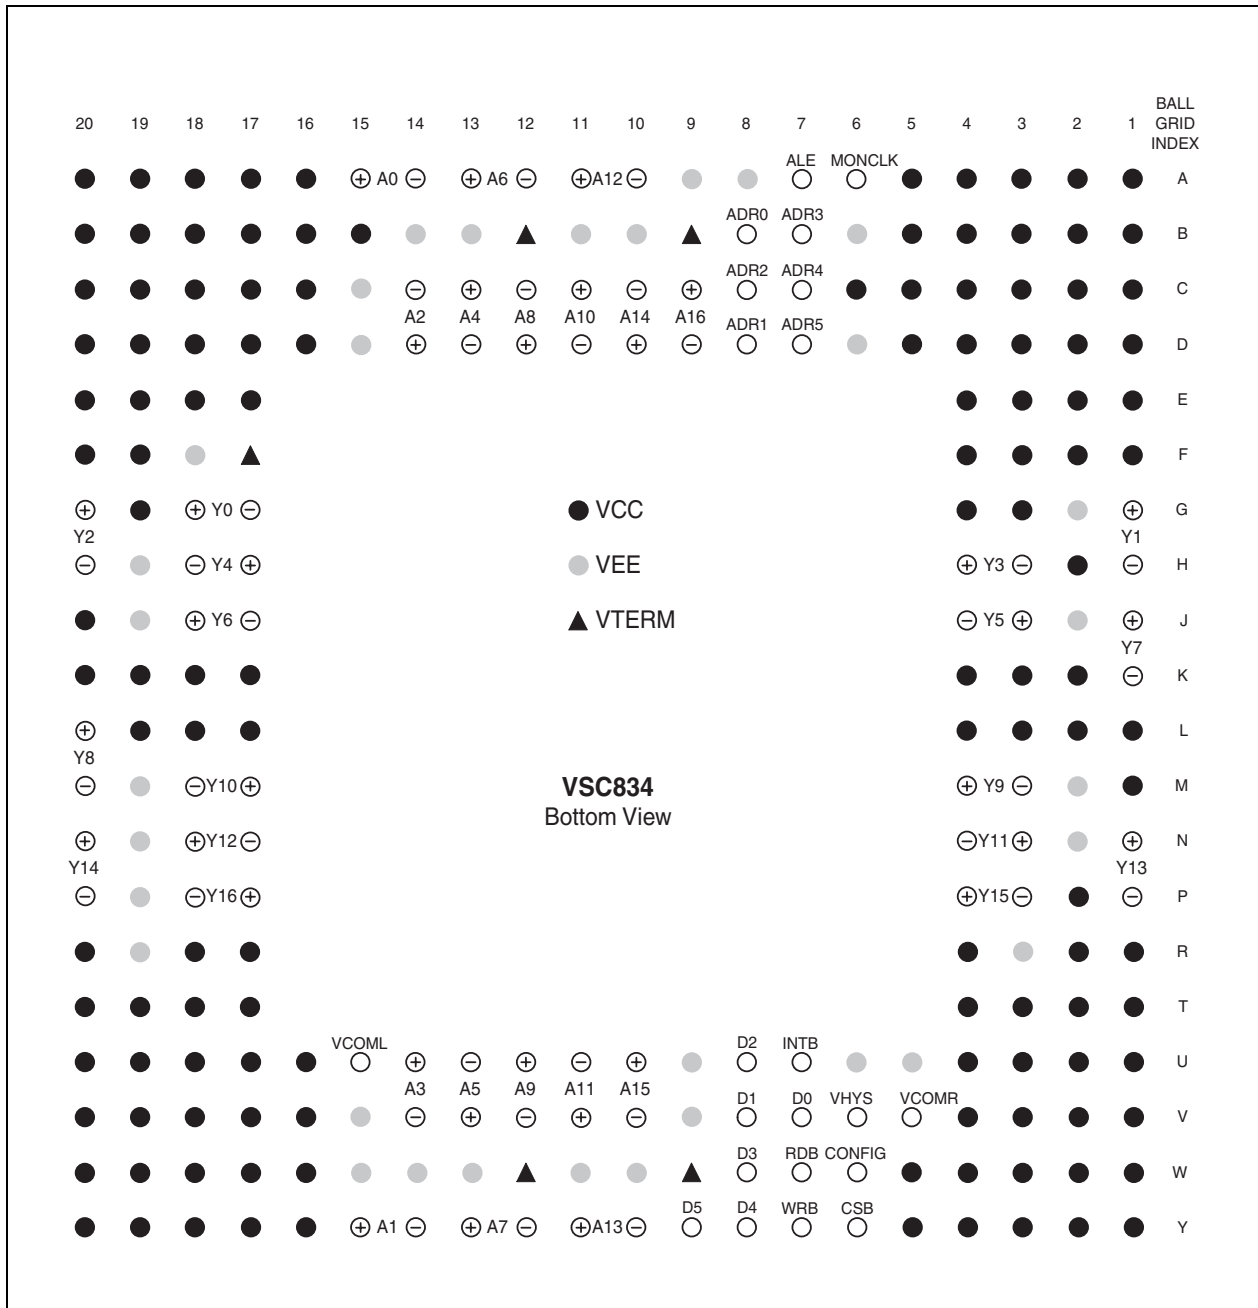 BALL
GRID
INDEX
20 19 18 17 16 15 14 13 12 11 10 9 8 7 6 5 4 3 2 1
ALE MONCLK
A0 A6 A12 A
ADR0 ADR3
B
ADR2 ADR4
C
A2 A4 A8 A10 A14 A16
ADR1 ADR5
D
E
F
Y0 VCC G
Y2 Y1
Y4 VEE Y3 H
Y6 VTERM Y5 J
Y7
K
L
Y8
Y10 VSC834 Y9 M
Bottom View
Y12 Y11 N
Y14 Y13
Y16 Y15 P
R
T
VCOML D2 INTB
U
A3 A5 A9 A11 A15
D1 D0 VHYS VCOMR
V
D3 RDB CONFIG
W
D5 D4 WRB CSB
A1 A7 A13 Y